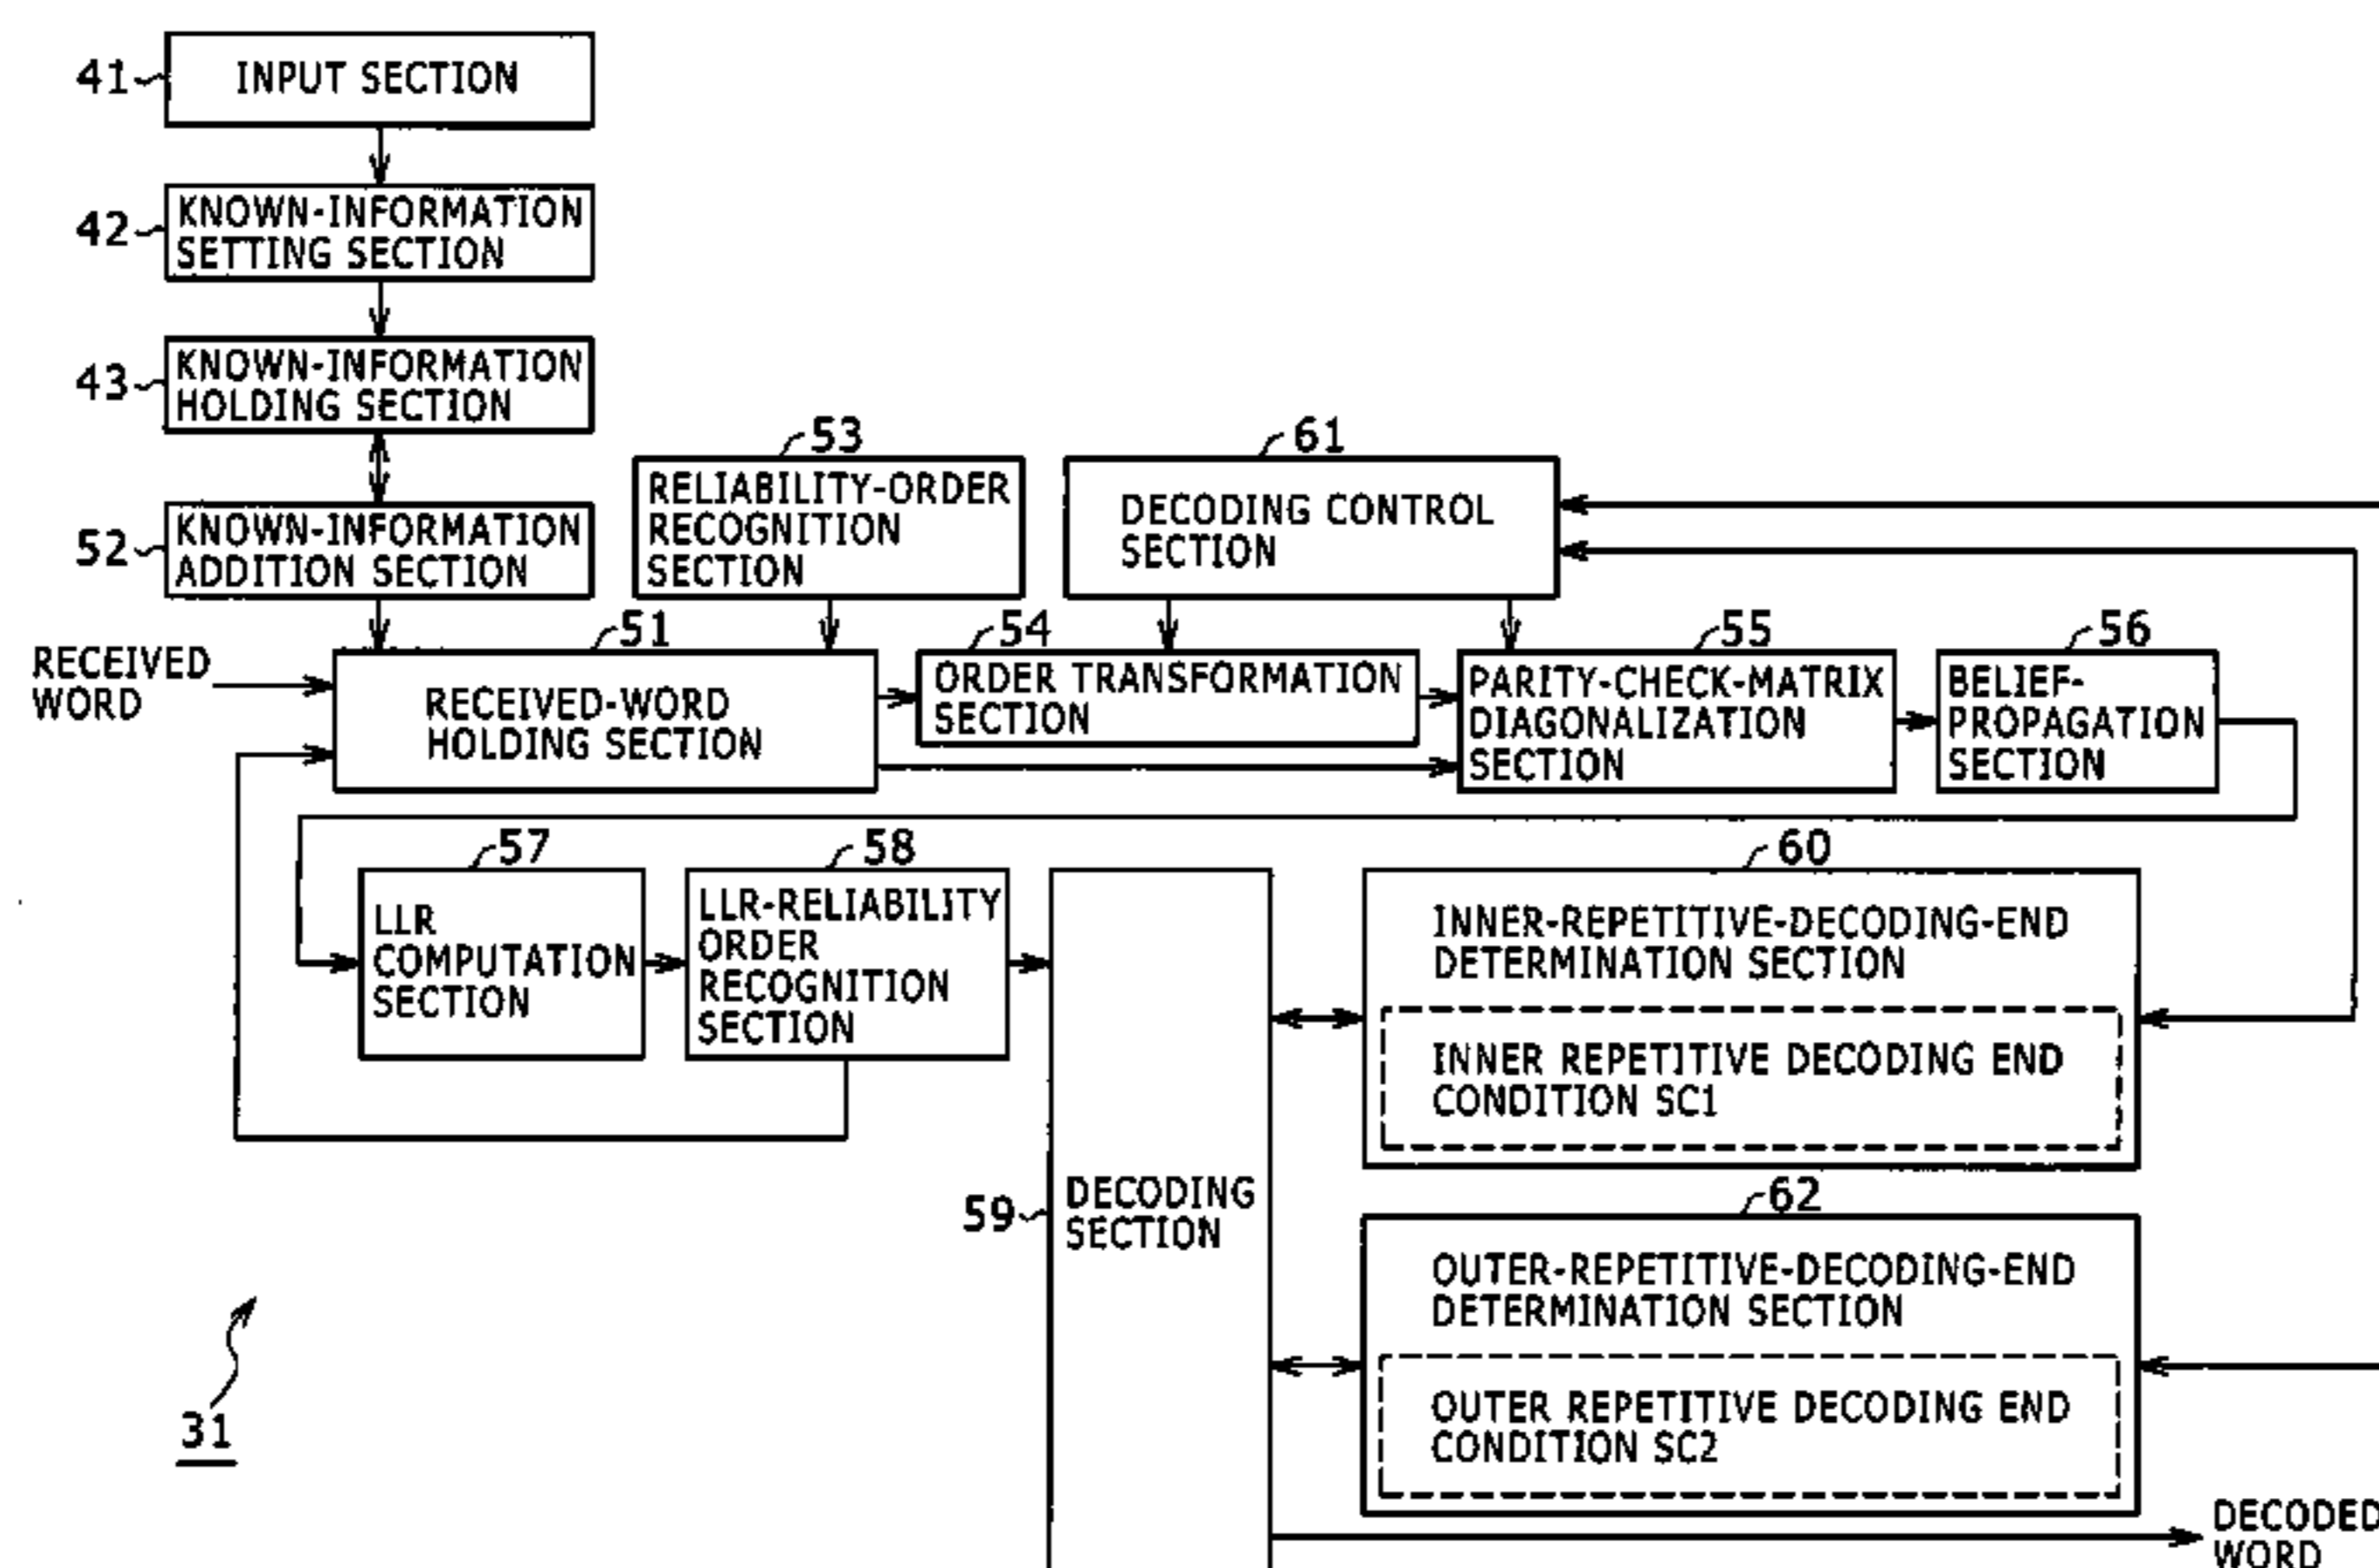 41
INPUT SECTION
42
KNOWN-INFORMATION
SETTING SECTION
43
KNOWN-INFORMATION
HOLDING SECTION
52
KNOWN-INFORMATION
ADDITION SECTION
53
RELIABILITY-ORDER
RECOGNITION
SECTION
61
DECODING CONTROL
SECTION
RECEIVED
WORD
51
RECEIVED-WORD
HOLDING SECTION
54
ORDER TRANSFORMATION
SECTION
55
PARITY-CHECK-MATRIX
DIAGONALIZATION
SECTION
56
BELIEF-
PROPAGATION
SECTION
57
LLR
COMPUTATION
SECTION
58
LLR-RELIABILITY
ORDER
RECOGNITION
SECTION
59
DECODING
SECTION
60
INNER-REPETITIVE-DECODING-END
DETERMINATION SECTION
INNER REPETITIVE DECODING END
CONDITION SC1
62
OUTER-REPETITIVE-DECODING-END
DETERMINATION SECTION
OUTER REPETITIVE DECODING END
CONDITION SC2
31
DECODED
WORD